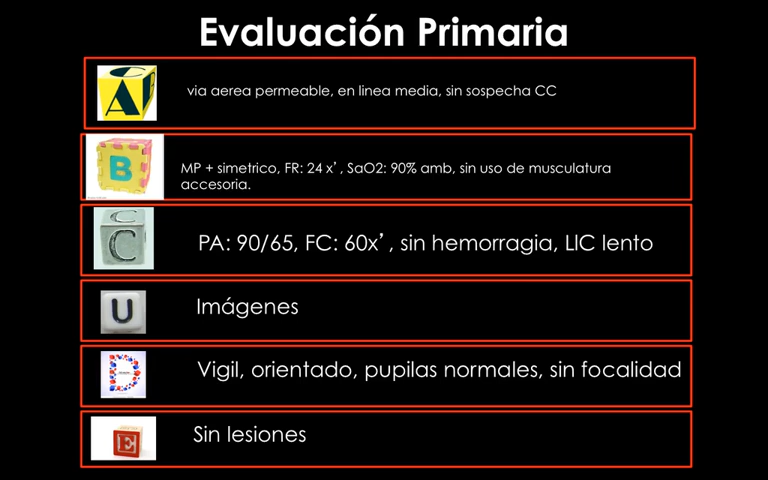 Evaluación Primaria
A
via aerea permeable, en linea media, sin sospecha CC
B
MP + simetrico, FR: 24 x’, SaO2: 90% amb, sin uso de musculatura
accesoria.
C
PA: 90/65, FC: 60x’, sin hemorragia, LIC lento
U
Imágenes
D
Vigil, orientado, pupilas normales, sin focalidad
E
Sin lesiones